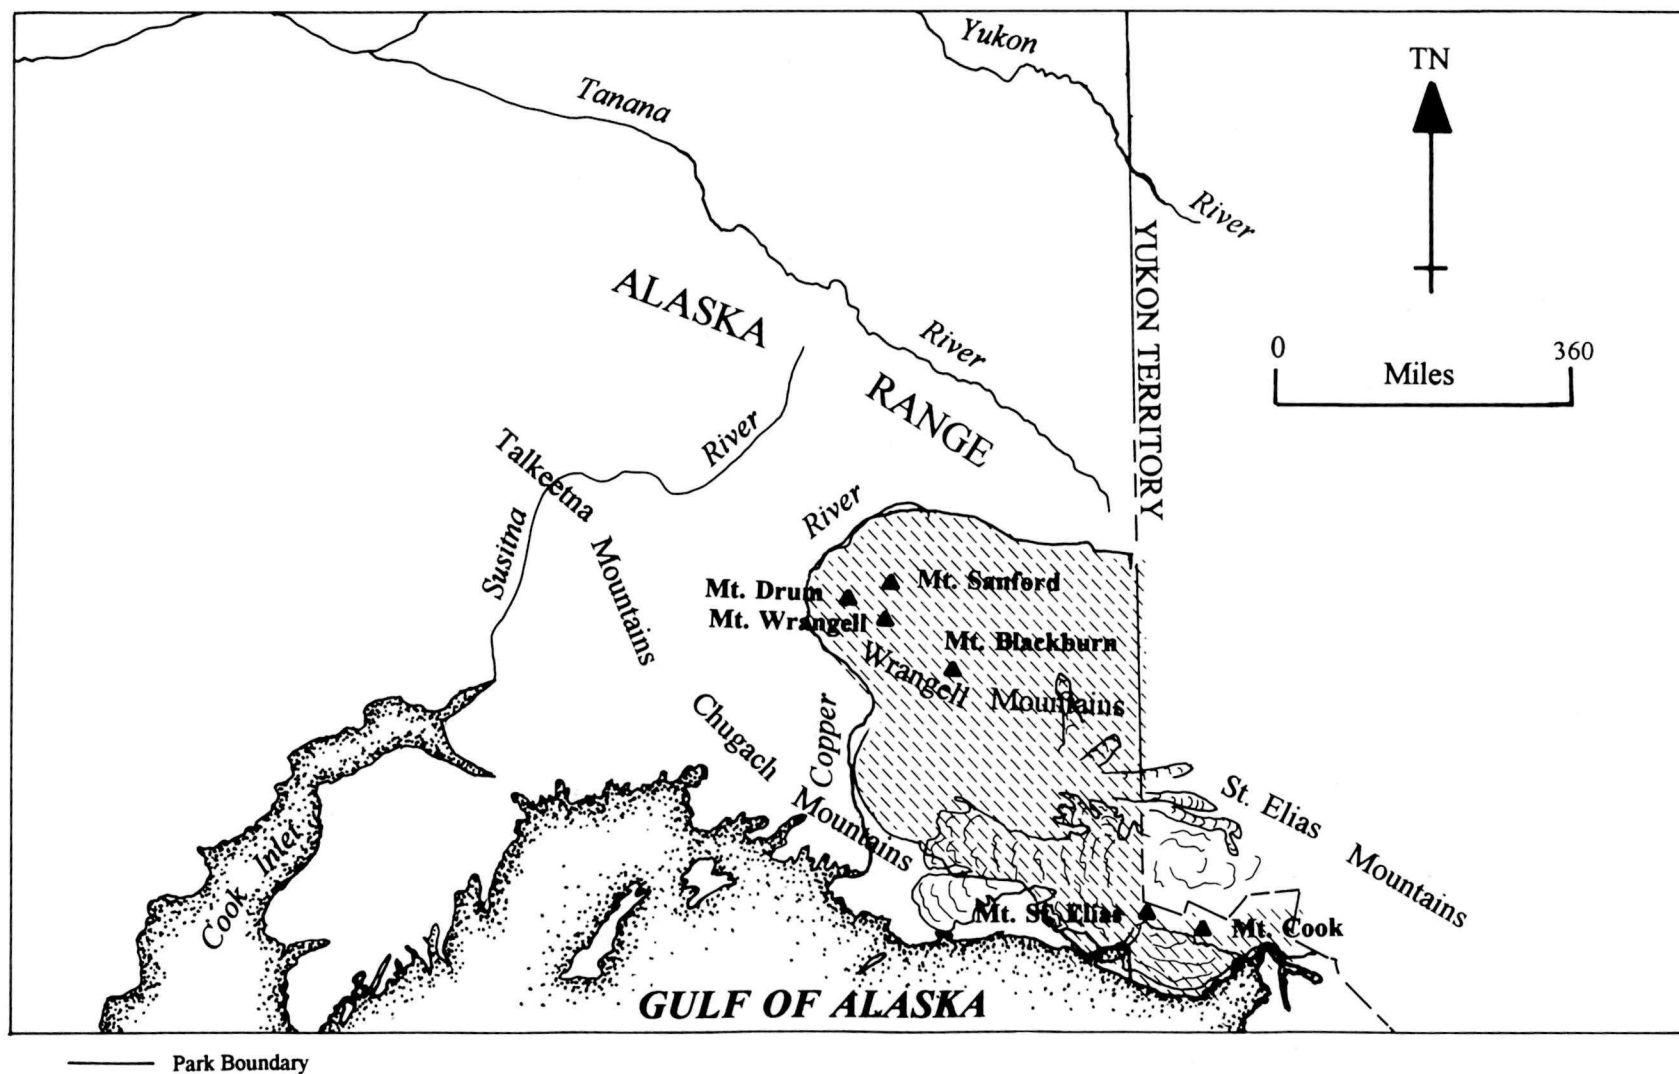 Yukon
River
TN
Tanana
River
ALASKA
RANGE
YUKON TERRITORY
0
360
Miles
River
Talkeetna
Mountains
Susitna
River
Mt. Drum
Mt. Sanford
Mt. Wrangell
Mt. Blackburn
Wrangell
Mountains
Chugach
Mountains
Copper
St. Elias
Mountains
Cook Inlet
Mt. St. Elias
Mt. Cook
GULF OF ALASKA
Park Boundary